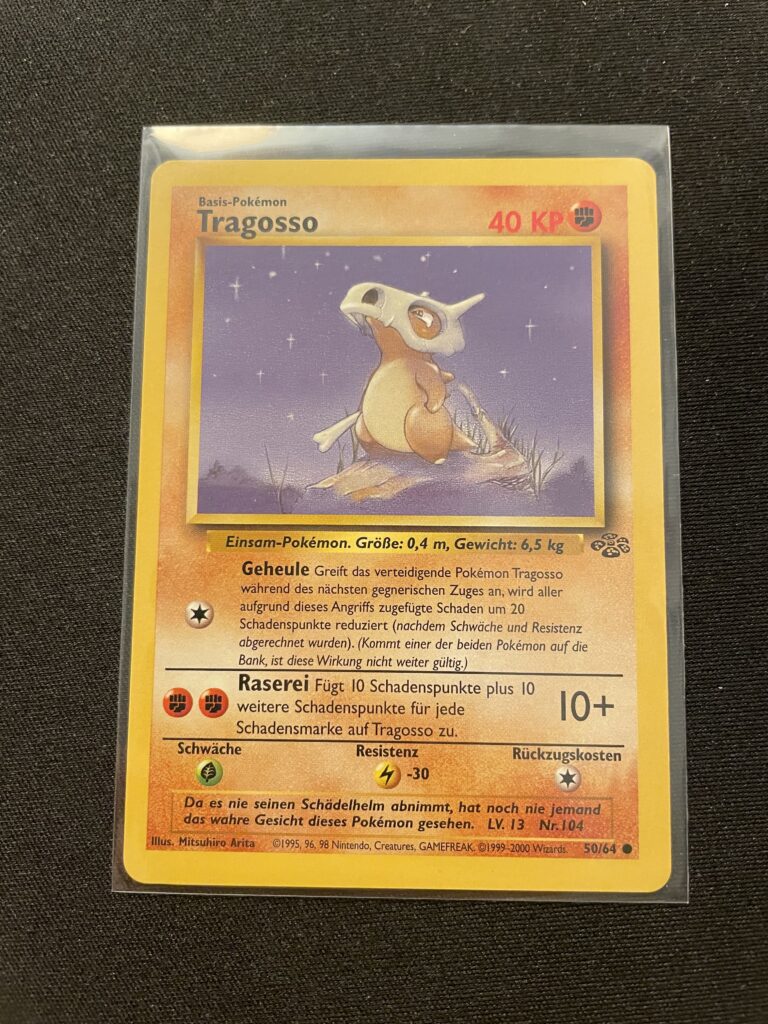 Basis-Pokémon
Tragosso
40 KP
Einsam-Pokémon. Größe: 0,4 m, Gewicht: 6,5 kg
Geheule Greift das verteidigende Pokémon Tragosso
während des nächsten gegnerischen Zuges an, wird aller
aufgrund dieses Angriffs zugefügte Schaden um 20
Schadenspunkte reduziert (nachdem Schwäche und Resistenz
abgerechnet wurden). (Kommt einer der beiden Pokémon auf die
Bank, ist diese Wirkung nicht weiter gültig.)
Raserei Fügt 10 Schadenspunkte plus 10
weitere Schadenspunkte für jede
Schadensmarke auf Tragosso zu.
10+
Schwäche
Resistenz
Rückzugskosten
-30
Da es nie seinen Schädelhelm abnimmt, hat noch nie jemand
das wahre Gesicht dieses Pokémon gesehen. LV. 13 Nr.104
Illus. Mitsuhiro Arita ©1995, 96, 98 Nintendo, Creatures, GAMEFREAK. ©1999-2000 Wizards. 50/64